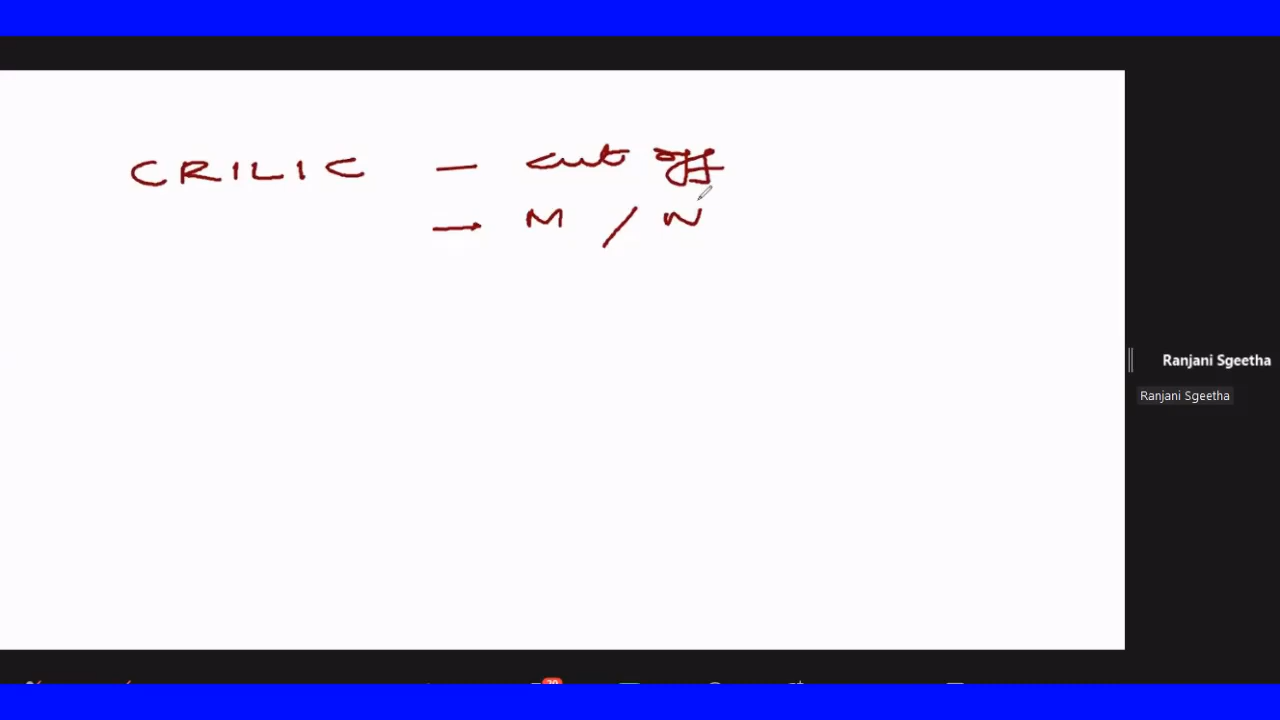 CRILIC - cut off
→ M / N
Ranjani Sgeetha
Ranjani Sgeetha